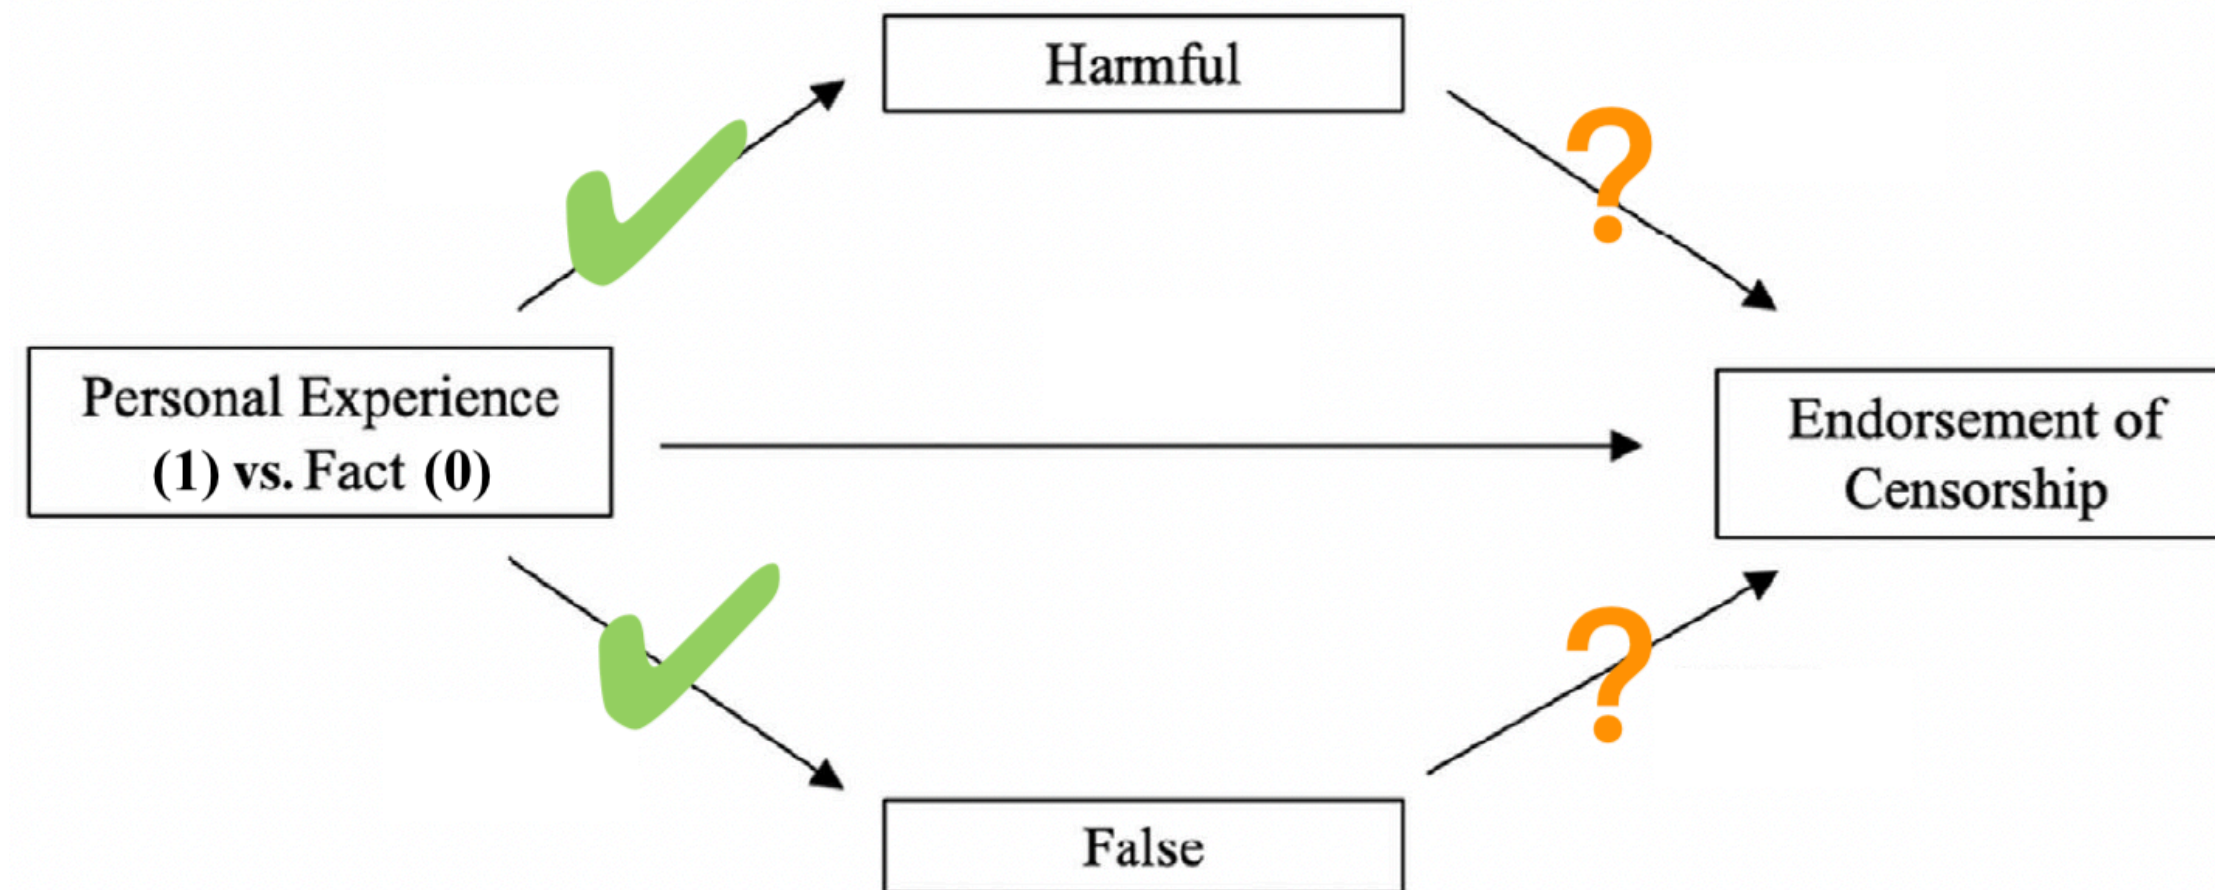 Harmful
?
Personal Experience
(1) vs. Fact (0)
Endorsement of
Censorship
?
False